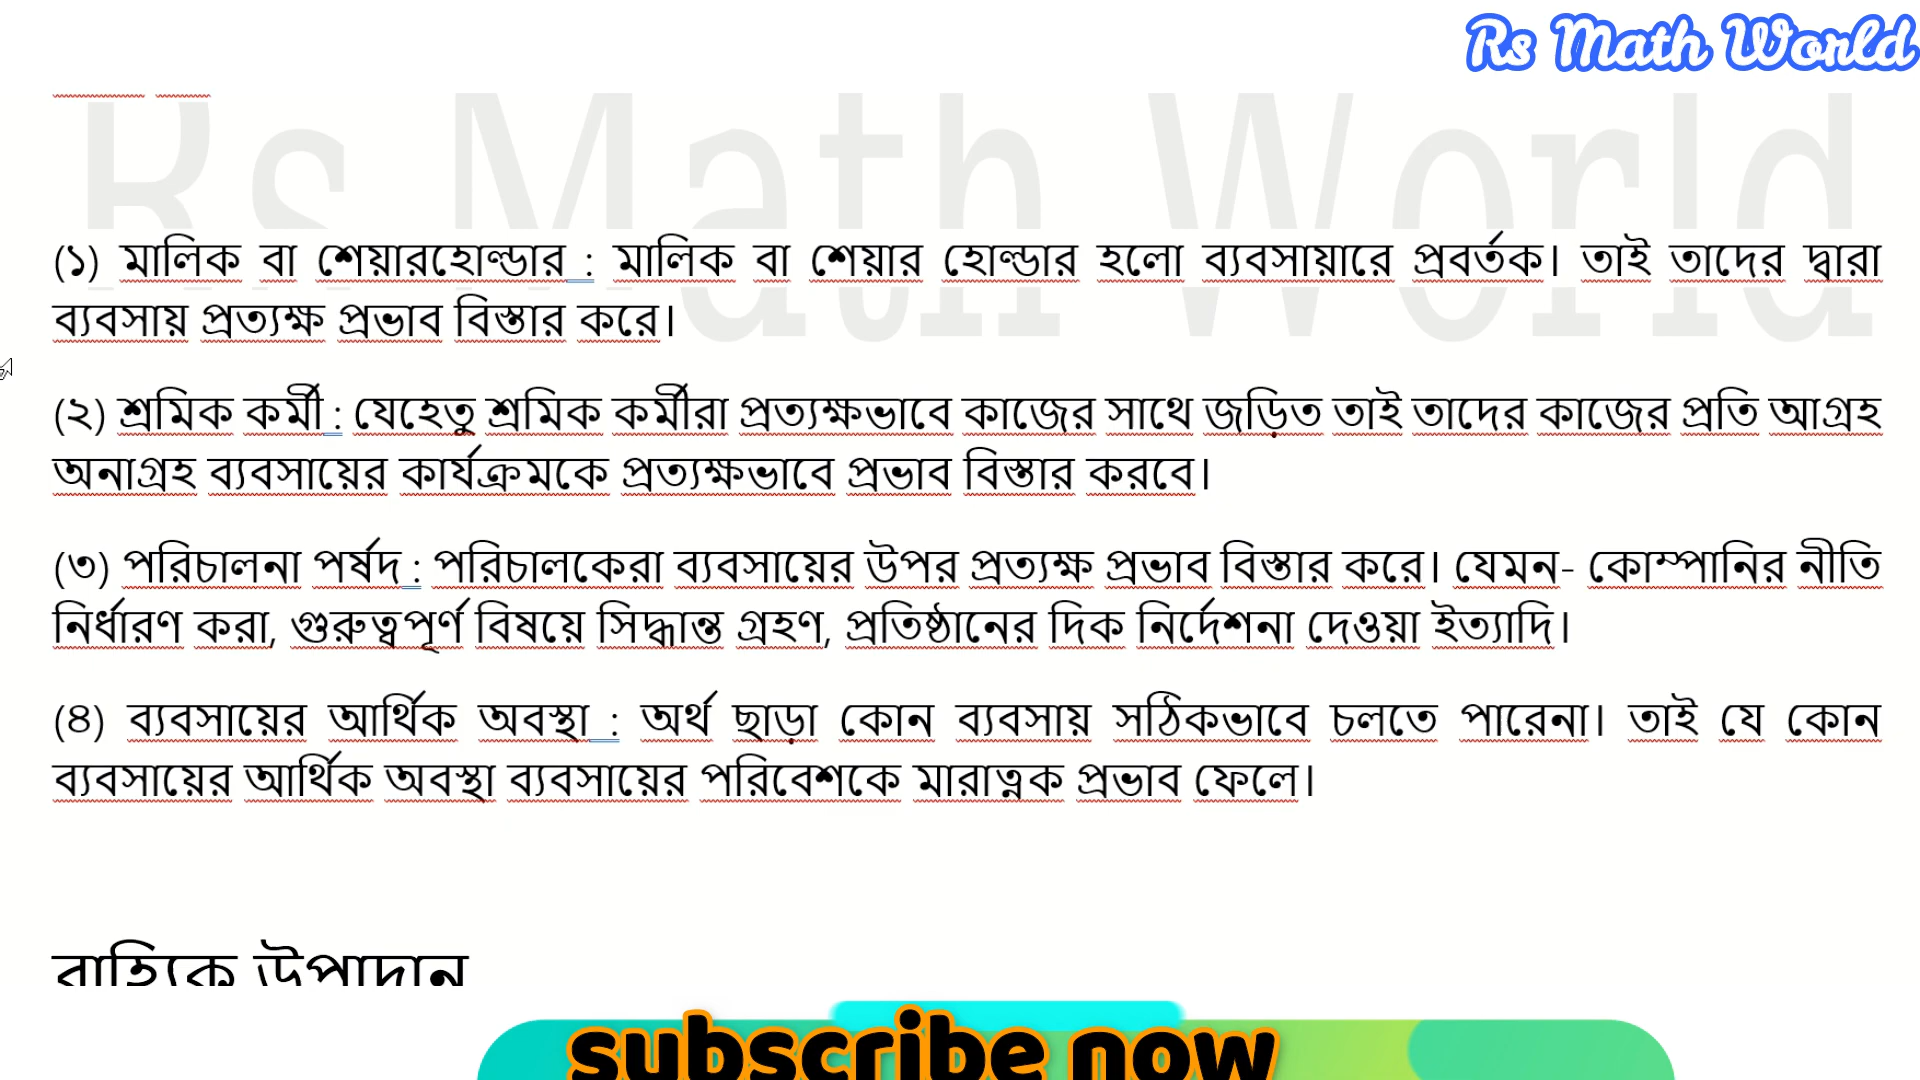 Rs Math World
Rs Math World
(১) মালিক বা শেয়ারহোল্ডার : মালিক বা শেয়ার হোল্ডার হলো ব্যবসায়ারে প্রবর্তক। তাই তাদের দ্বারা
ব্যবসায় প্রত্যক্ষ প্রভাব বিস্তার করে।
(২) শ্রমিক কর্মী : যেহেতু শ্রমিক কর্মীরা প্রত্যক্ষভাবে কাজের সাথে জড়িত তাই তাদের কাজের প্রতি আগ্রহ
অনাগ্রহ ব্যবসায়ের কার্যক্রমকে প্রত্যক্ষভাবে প্রভাব বিস্তার করবে।
(৩) পরিচালনা পর্ষদ : পরিচালকেরা ব্যবসায়ের উপর প্রত্যক্ষ প্রভাব বিস্তার করে। যেমন- কোম্পানির নীতি
নির্ধারণ করা, গুরুত্বপূর্ণ বিষয়ে সিদ্ধান্ত গ্রহণ, প্রতিষ্ঠানের দিক নির্দেশনা দেওয়া ইত্যাদি।
(৪) ব্যবসায়ের আর্থিক অবস্থা : অর্থ ছাড়া কোন ব্যবসায় সঠিকভাবে চলতে পারেনা। তাই যে কোন
ব্যবসায়ের আর্থিক অবস্থা ব্যবসায়ের পরিবেশকে মারাত্নক প্রভাব ফেলে।
বাহ্যিক উপাদান
subscribe now